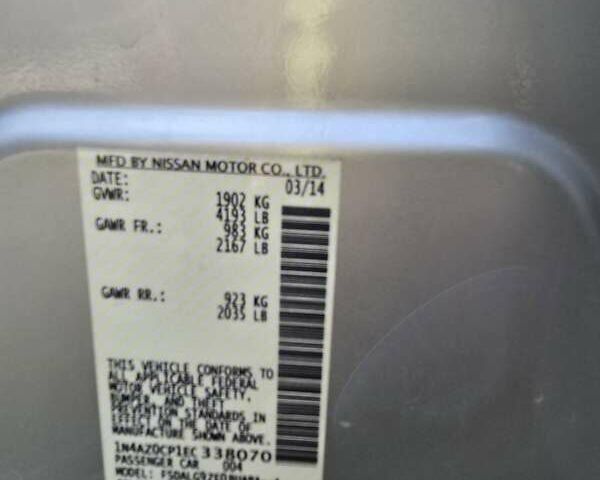 MFD BY NISSAN MOTOR CO., LTD.
DATE: 03/14
GVWR: 1902 KG
4193 LB
GAWR FR.: 983 KG
2167 LB
GAWR RR.: 923 KG
2035 LB
THIS VEHICLE CONFORMS TO
ALL APPLICABLE FEDERAL
MOTOR VEHICLE SAFETY,
BUMPER, AND THEFT
PREVENTION STANDARDS IN
EFFECT ON THE DATE OF
MANUFACTURE SHOWN ABOVE.
1N4AZ0CP1EC338070
PASSENGER CAR 004
MODEL: